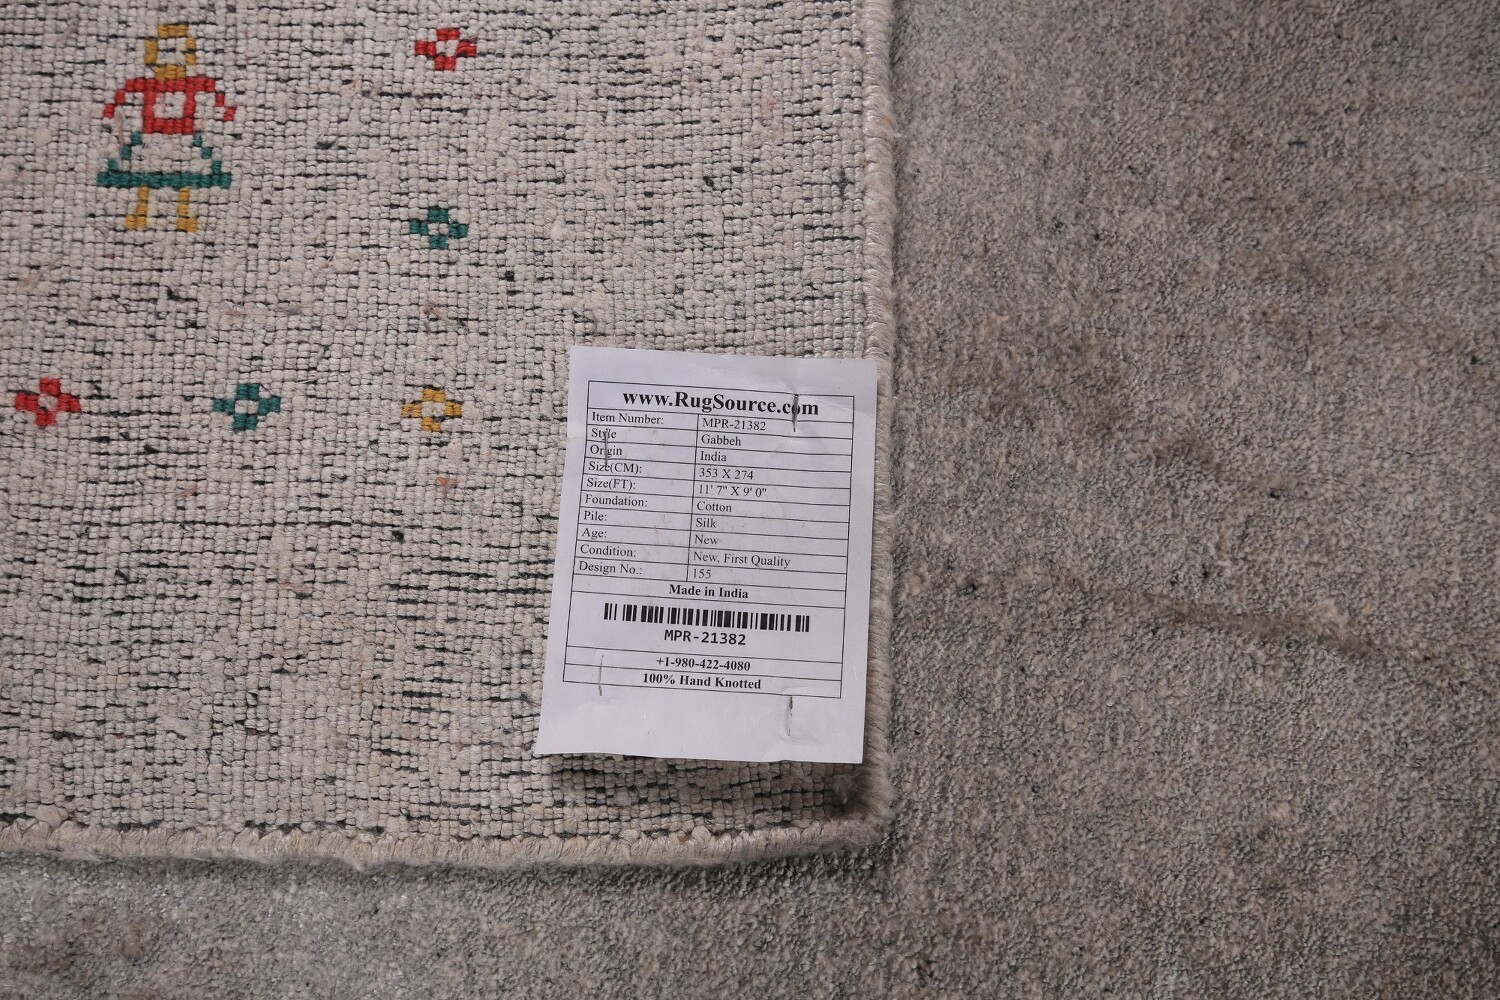 www.RugSource.com
Item Number: MPR-21382
Style Gabbeh
Origin India
Size(CM): 353 X 274
Size(FT): 11' 7" X 9' 0"
Foundation: Cotton
Pile: Silk
Age: New
Condition: New, First Quality
Design No.: 155
Made in India
MPR-21382
+1-980-422-4080
100% Hand Knotted